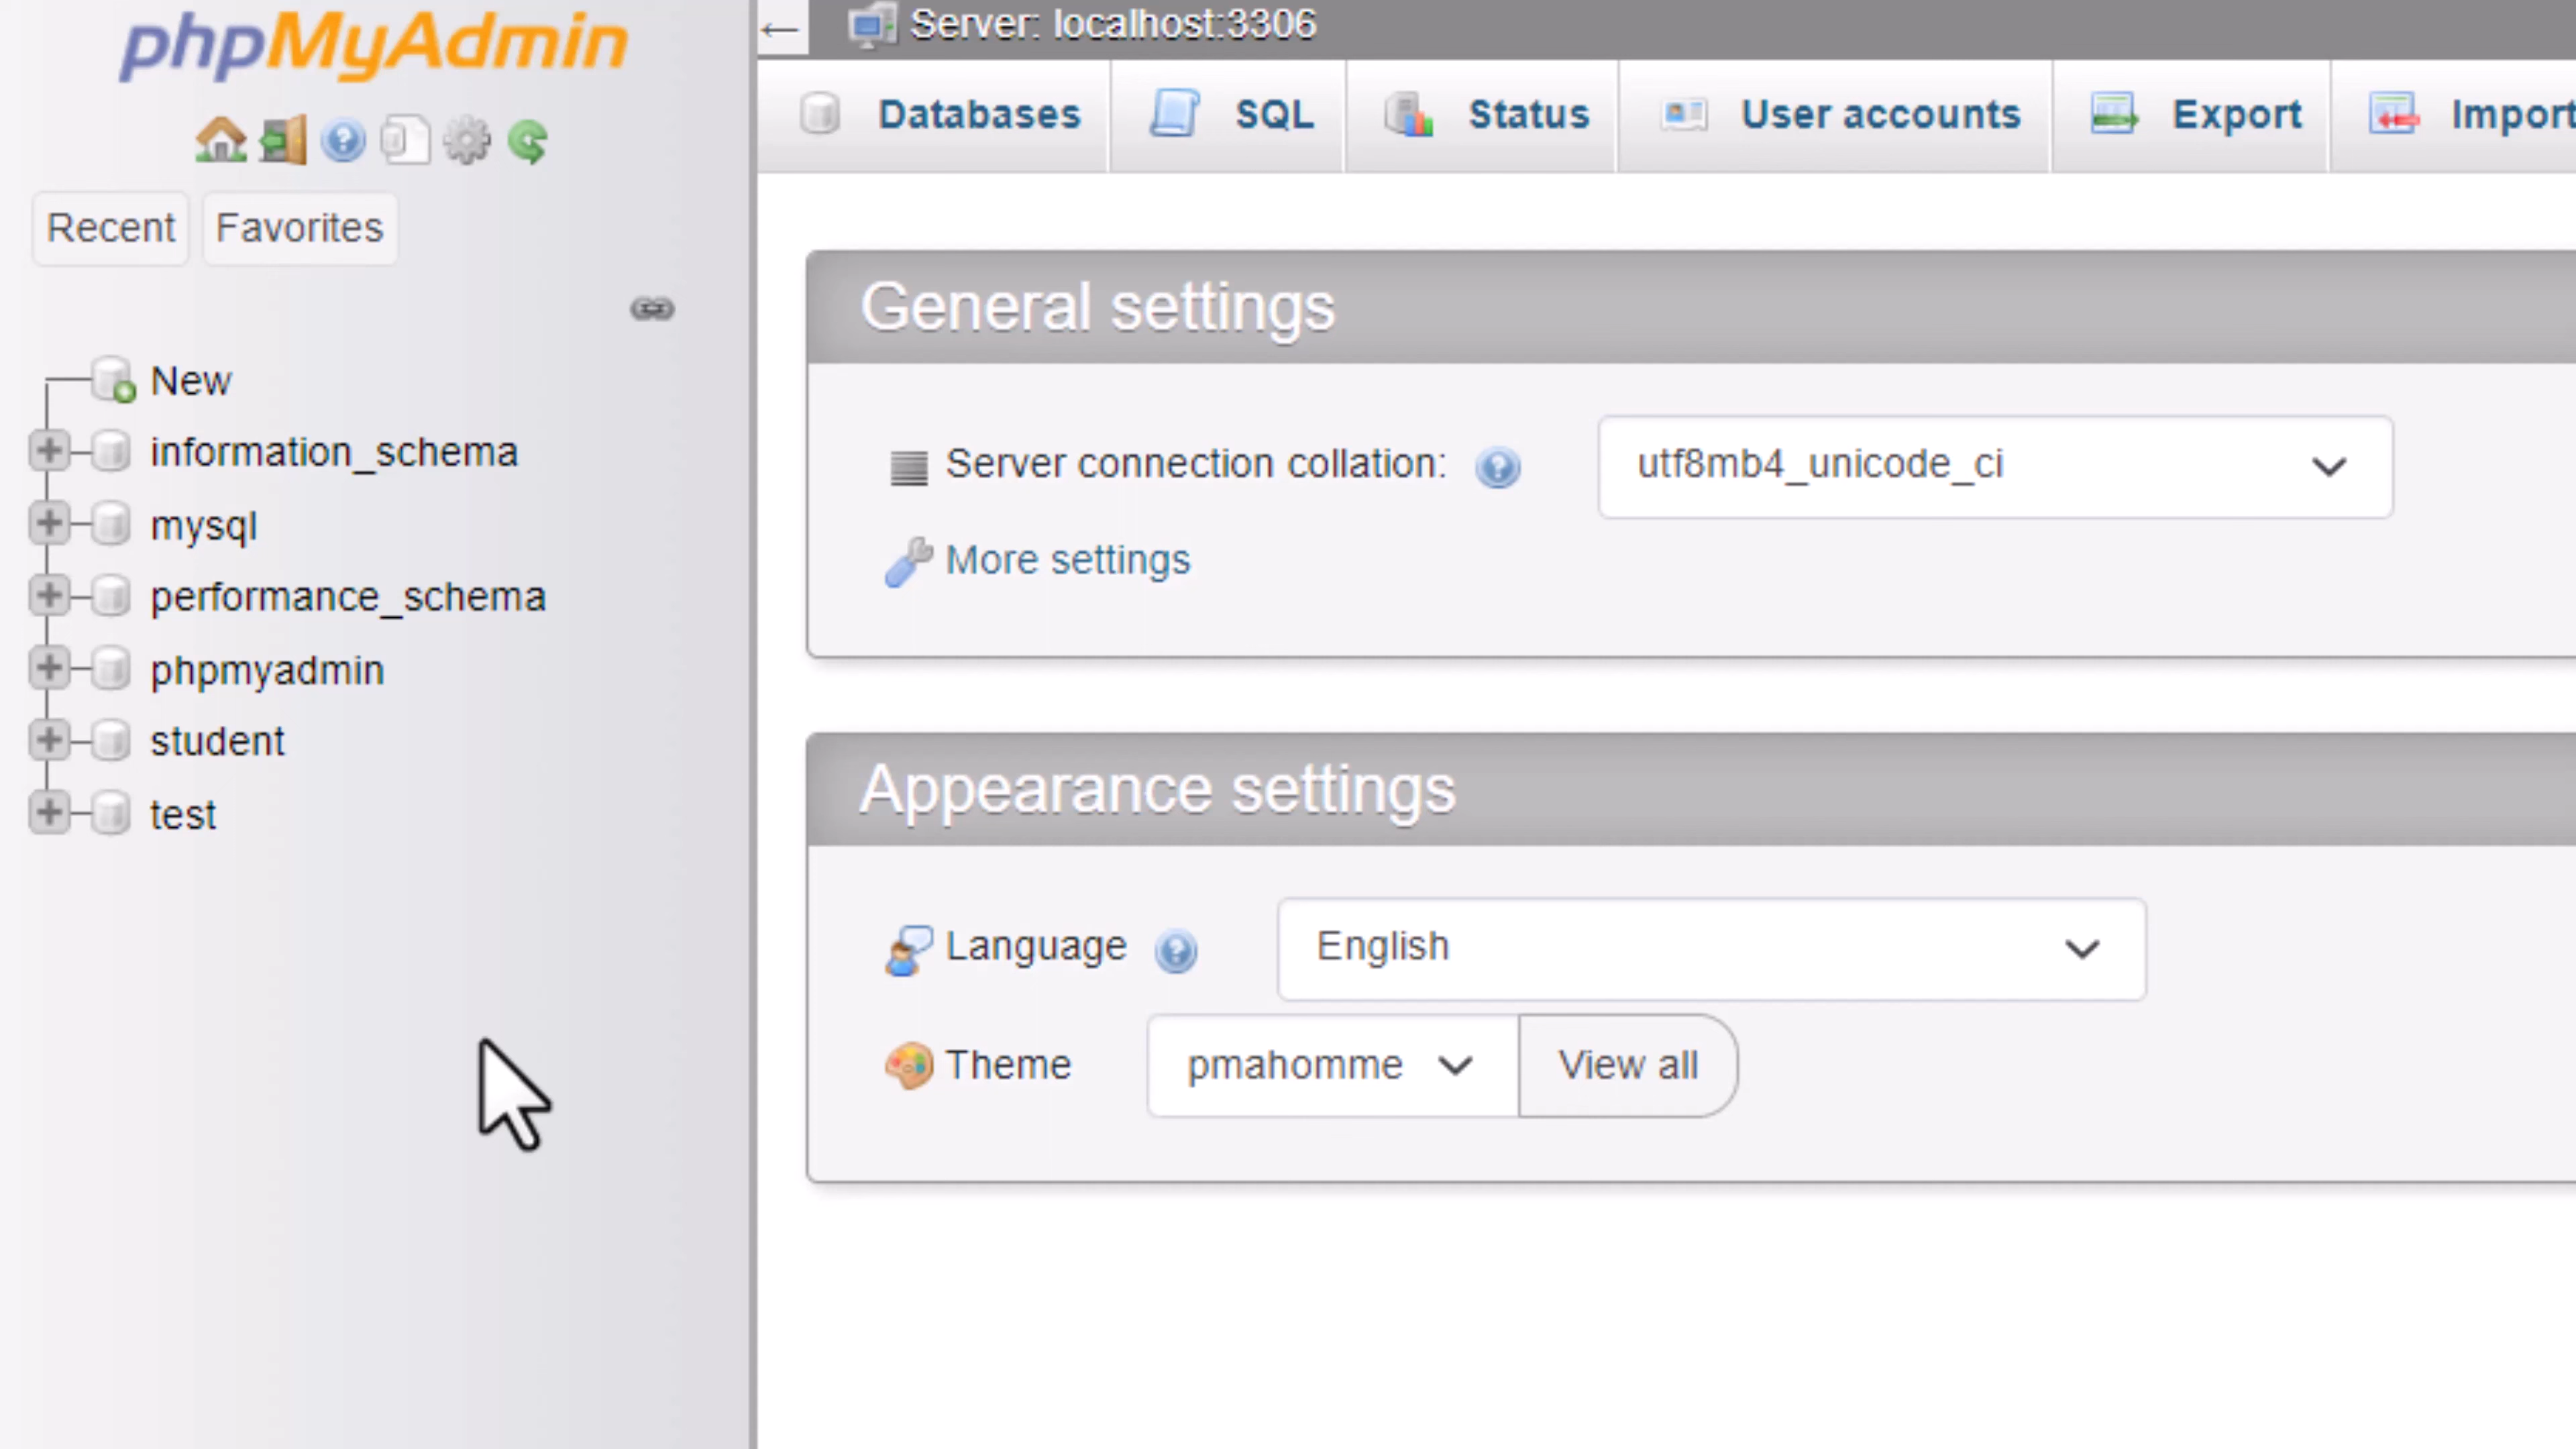 phpMyAdmin
Recent Favorites
New
information_schema
mysql
performance_schema
phpmyadmin
student
test
Server: localhost:3306
Databases SQL Status User accounts Export Import
General settings
Server connection collation: utf8mb4_unicode_ci
More settings
Appearance settings
Language English
Theme pmahomme View all